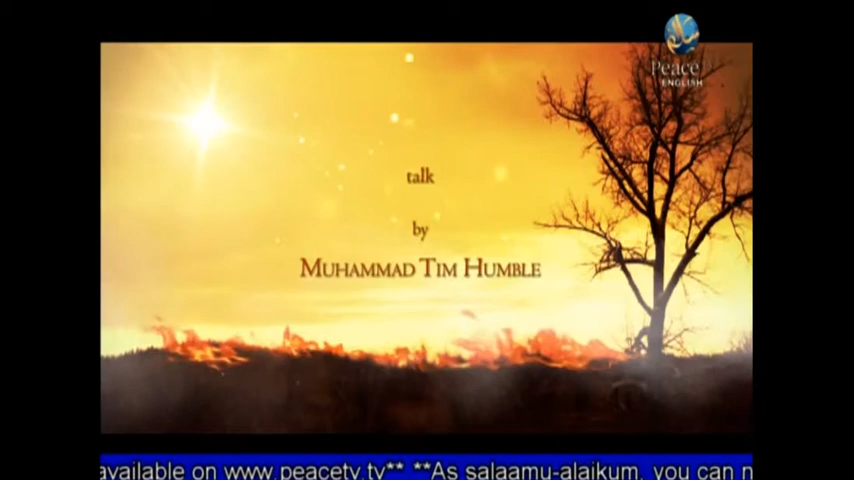 Peace
ENGLISH
talk
by
MUHAMMAD TIM HUMBLE
available on www.peacetv.tv** **As salaamu-alaikum, you can n